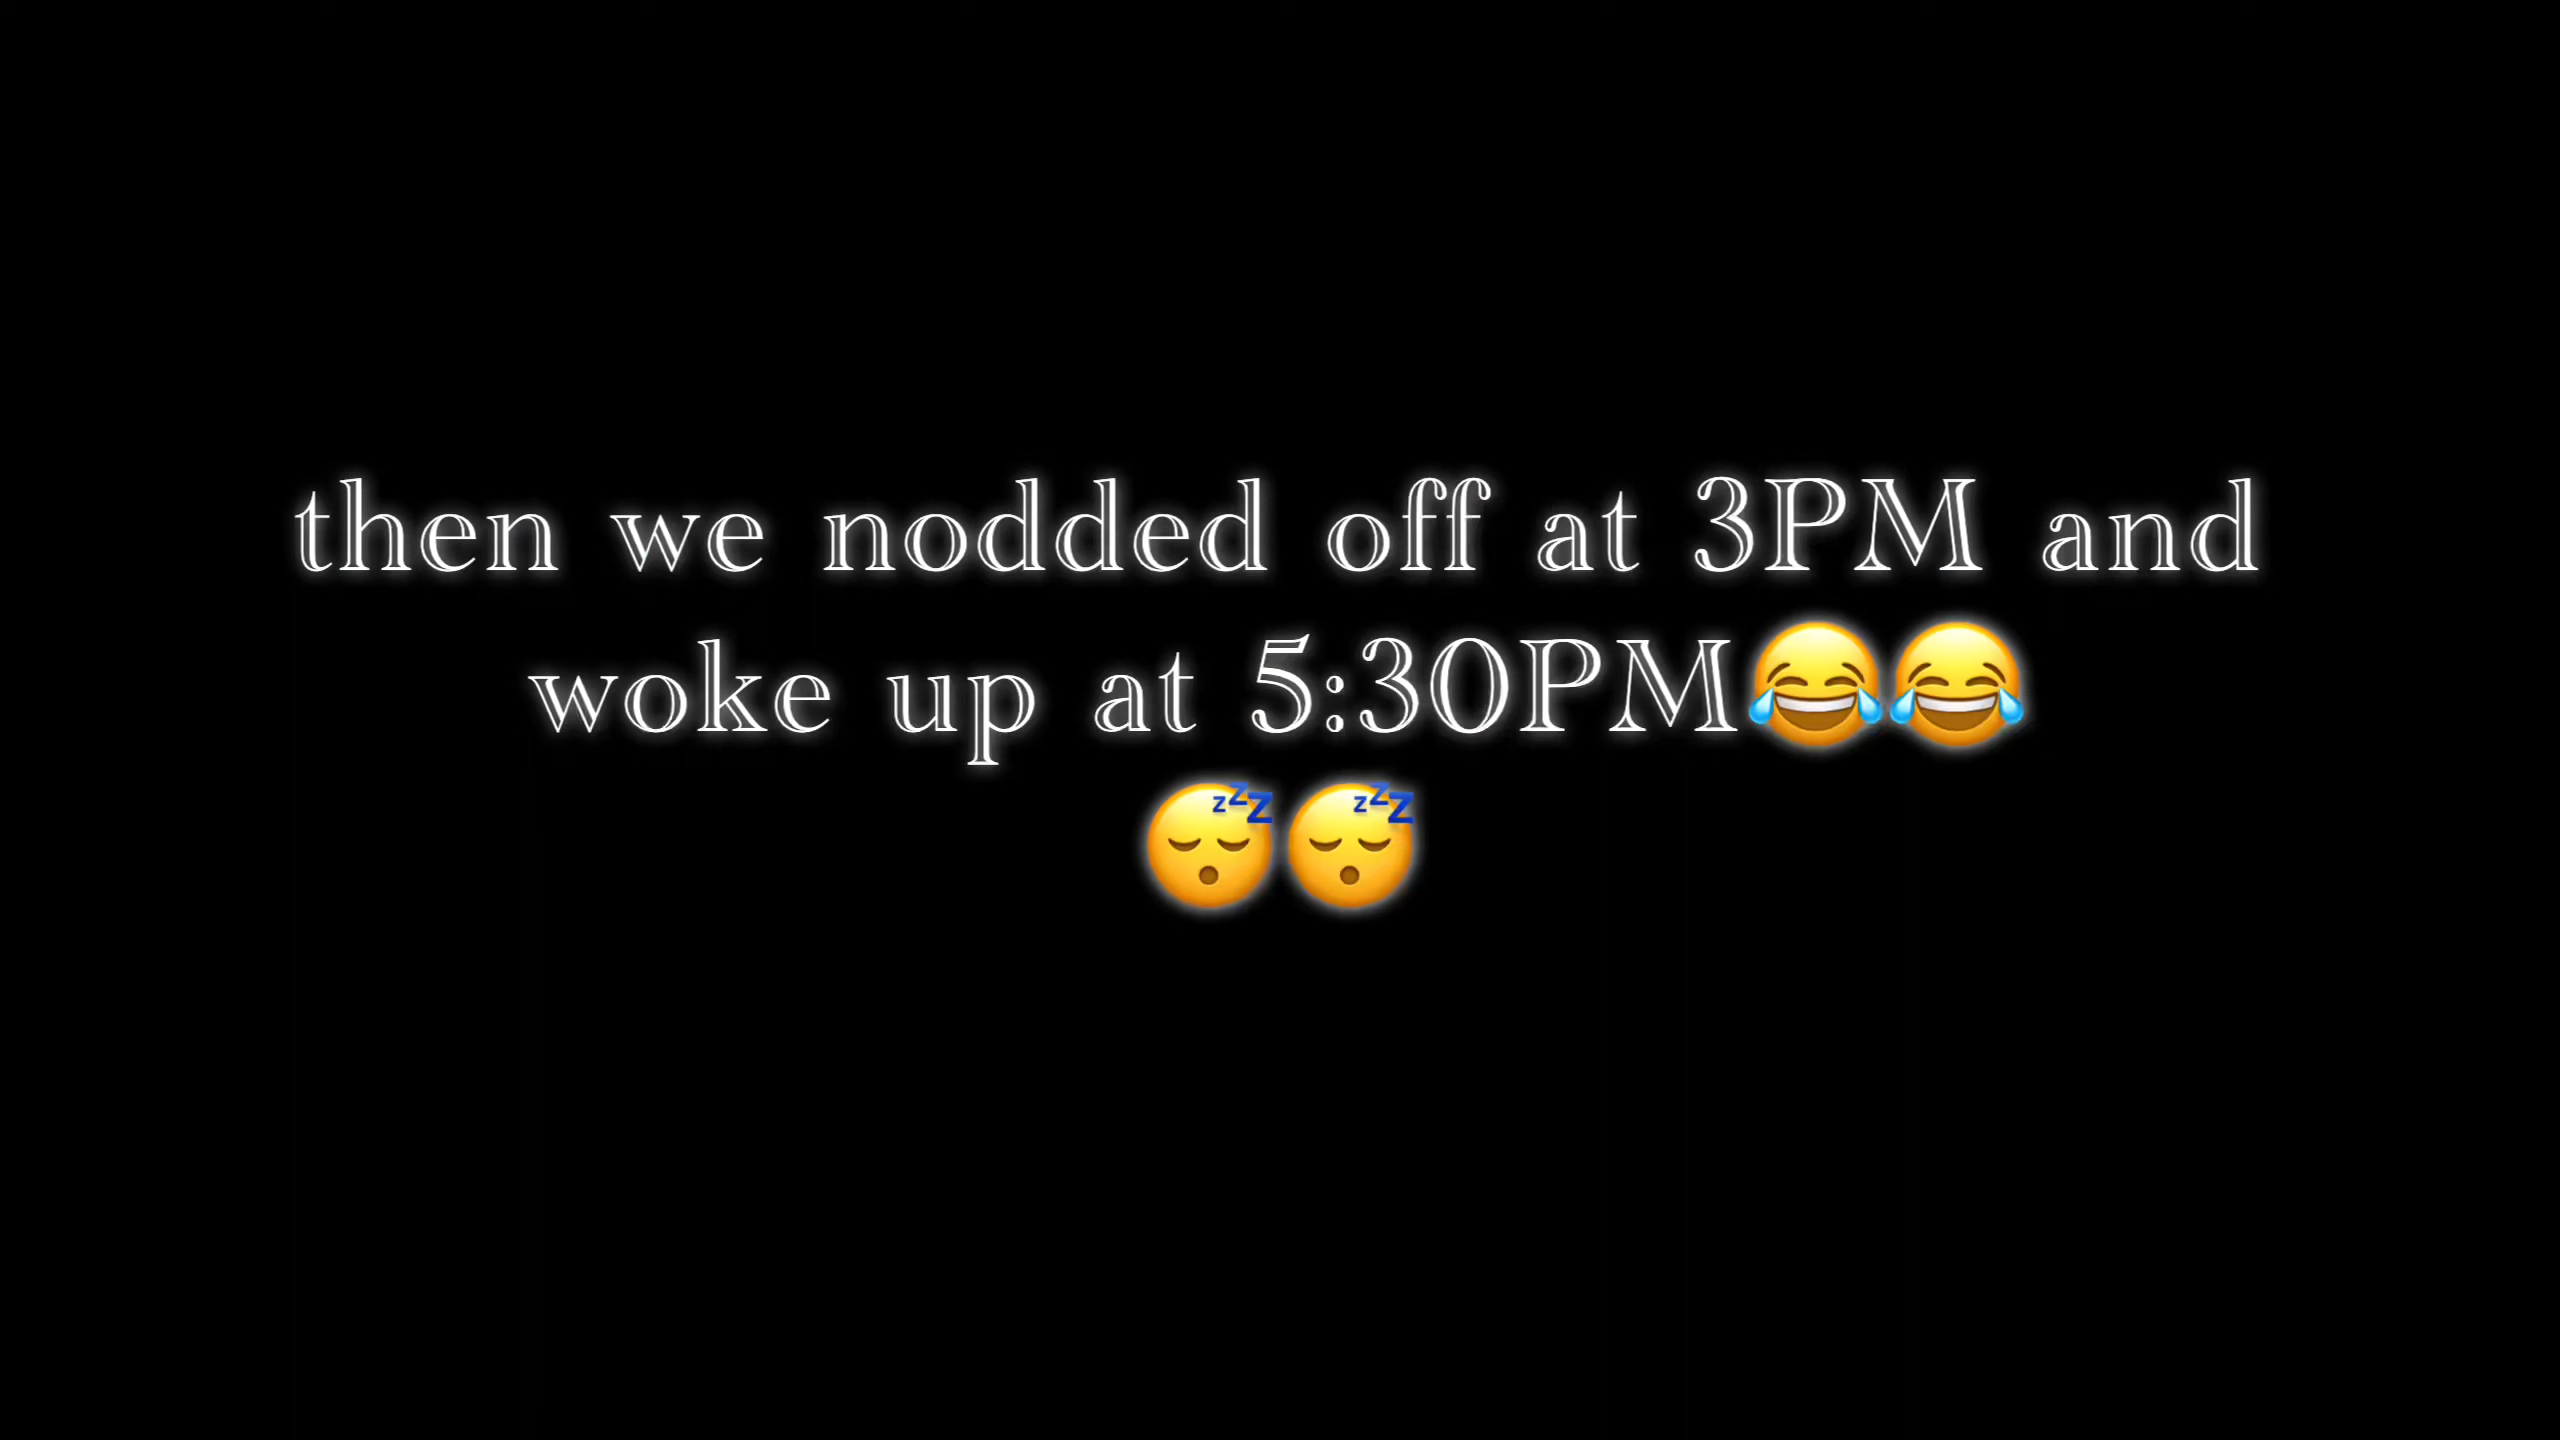 then we nodded off at 3PM and
woke up at 5:30PM😂😂
😴😴